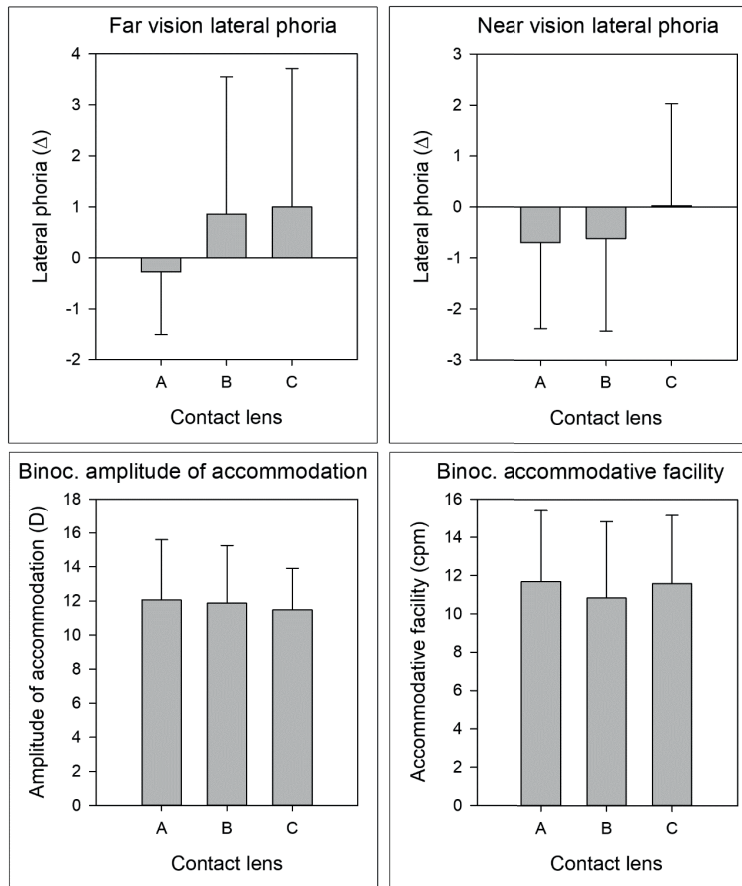 Far vision lateral phoria
Lateral phoria (Δ)
4
3
2
1
0
-1
-2
A B C
Contact lens
Near vision lateral phoria
Lateral phoria (Δ)
3
2
1
0
-1
-2
-3
A B C
Contact lens
Binoc. amplitude of accommodation
Amplitude of accommodation (D)
18
16
14
12
10
8
6
4
2
0
A B C
Contact lens
Binoc. accommodative facility
Accommodative facility (cpm)
16
14
12
10
8
6
4
2
0
A B C
Contact lens